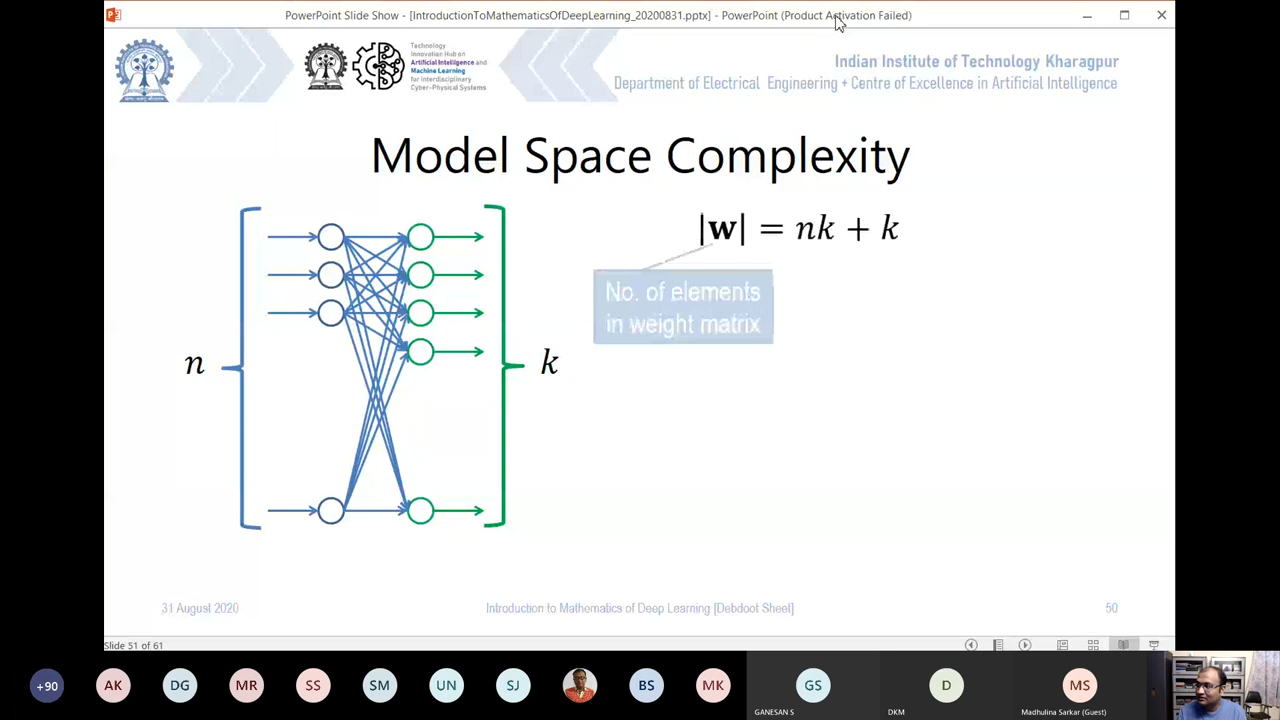 PowerPoint Slide Show - [IntroductionToMathematicsOfDeepLearning_20200831.pptx] - PowerPoint (Product Activation Failed)
Technology
Innovation Hub on
Artificial Intelligence and
Machine Learning
for Interdisciplinary
Cyber-Physical Systems
Indian Institute of Technology Kharagpur
Department of Electrical Engineering + Centre of Excellence in Artificial Intelligence
Model Space Complexity
|w| = nk + k
No. of elements
in weight matrix
n
k
31 August 2020
Introduction to Mathematics of Deep Learning [Debdoot Sheet]
50
Slide 51 of 61
+90 AK DG MR SS SM UN SJ BS MK GS D MS
GANESAN S DKM Madhulina Sarkar (Guest)